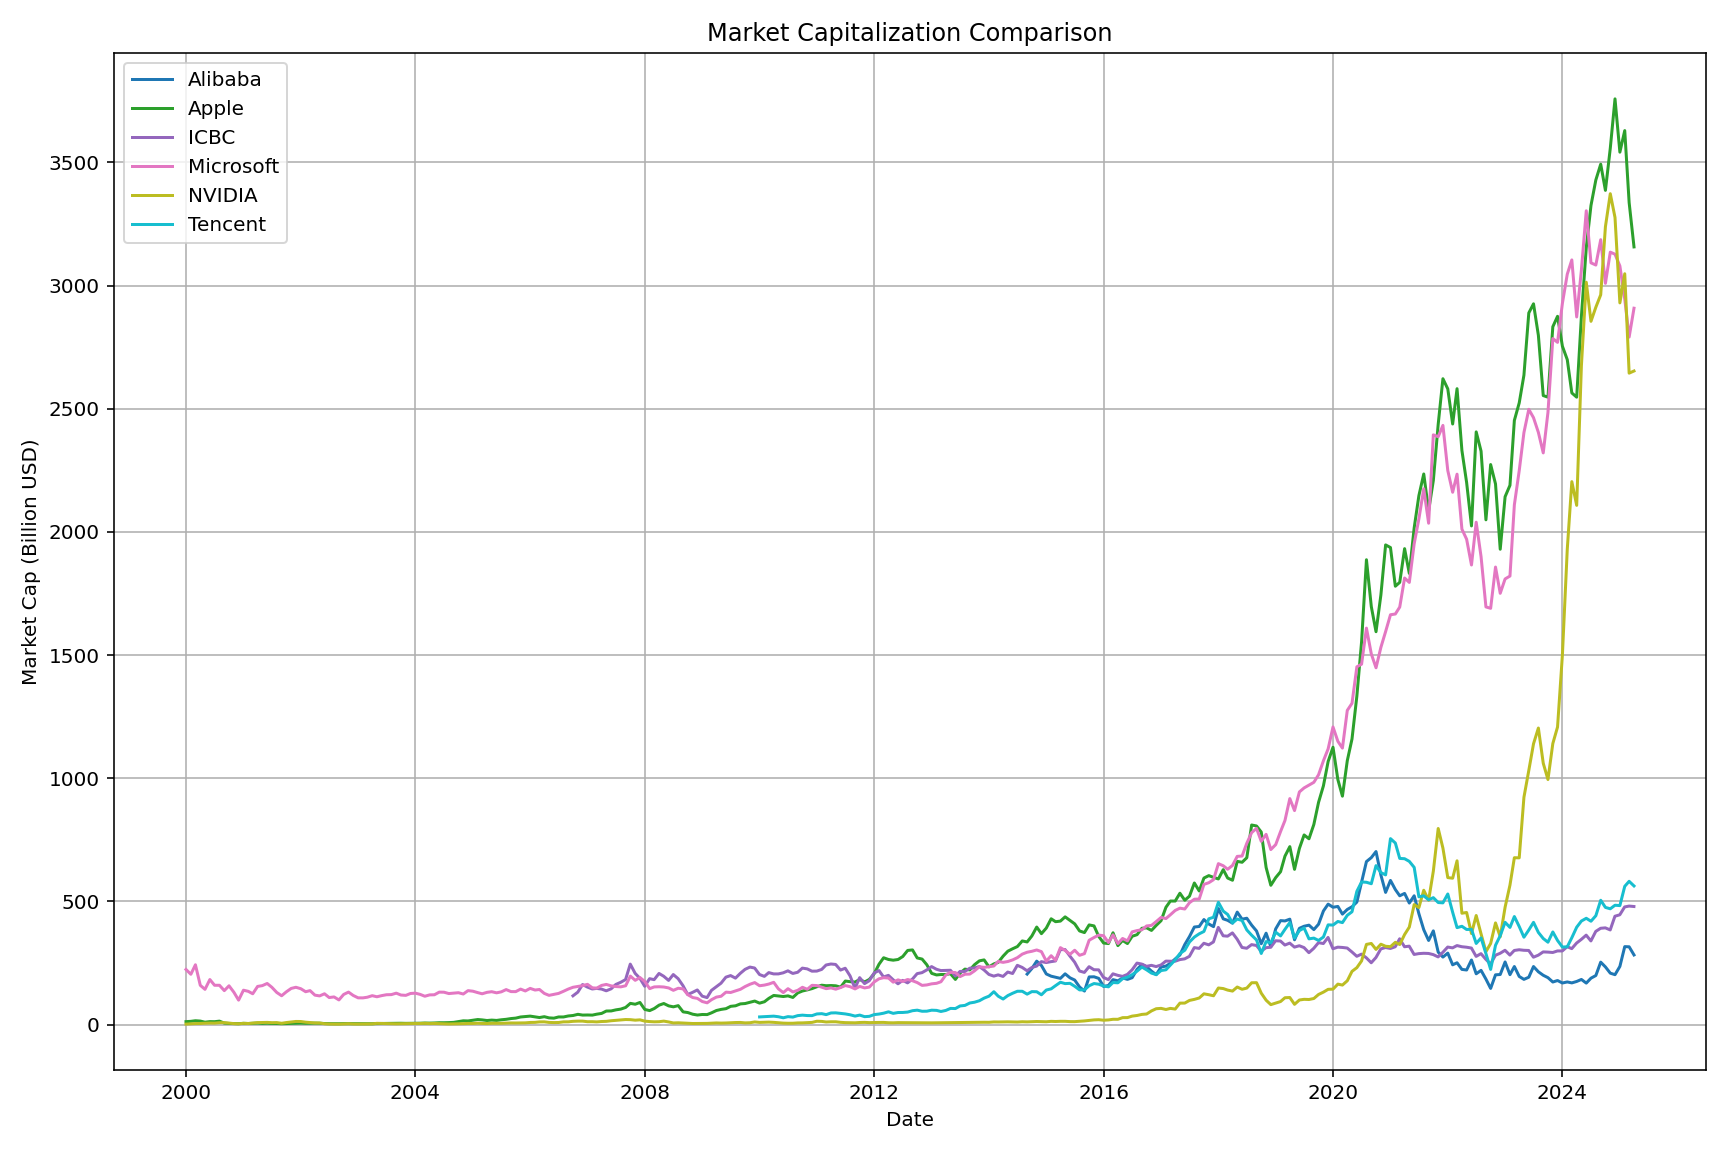 Market Capitalization Comparison
Alibaba
Apple
ICBC
Microsoft
NVIDIA
Tencent
3500
3000
2500
2000
1500
1000
500
0
Market Cap (Billion USD)
2000 2004 2008 2012 2016 2020 2024
Date